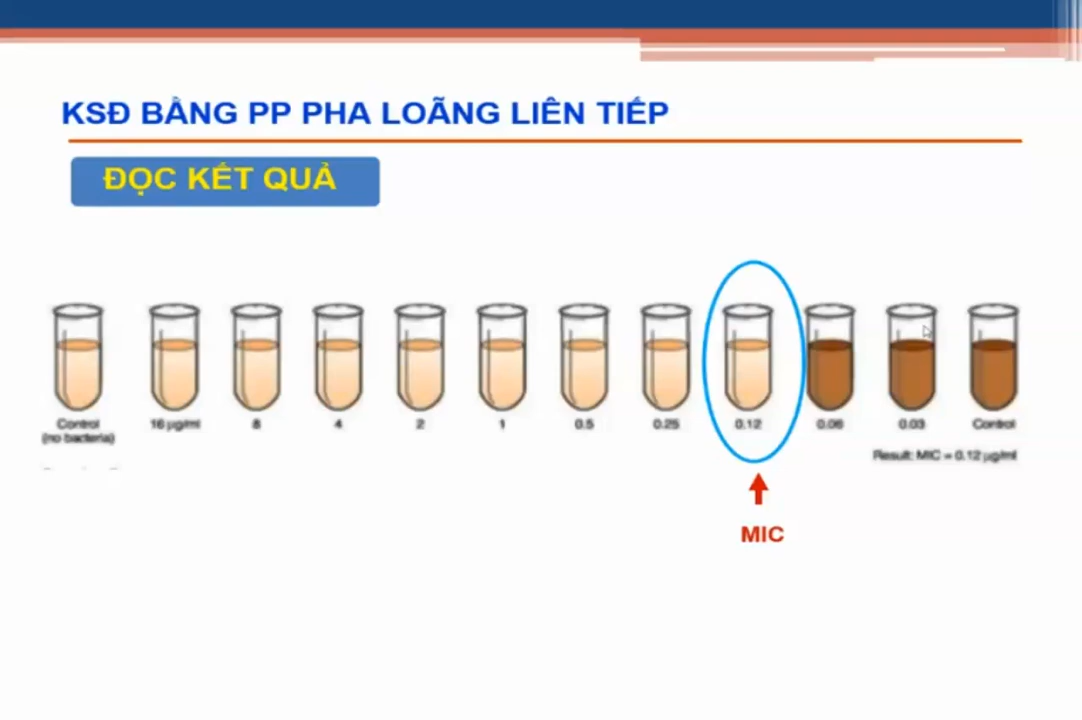 KSĐ BẰNG PP PHA LOÃNG LIÊN TIẾP
ĐỌC KẾT QUẢ
Control 16 µg/ml 8 4 2 1 0.5 0.25 0.12 0.06 0.03 Control
(no bacteria)
Result: MIC = 0.12 µg/ml
MIC